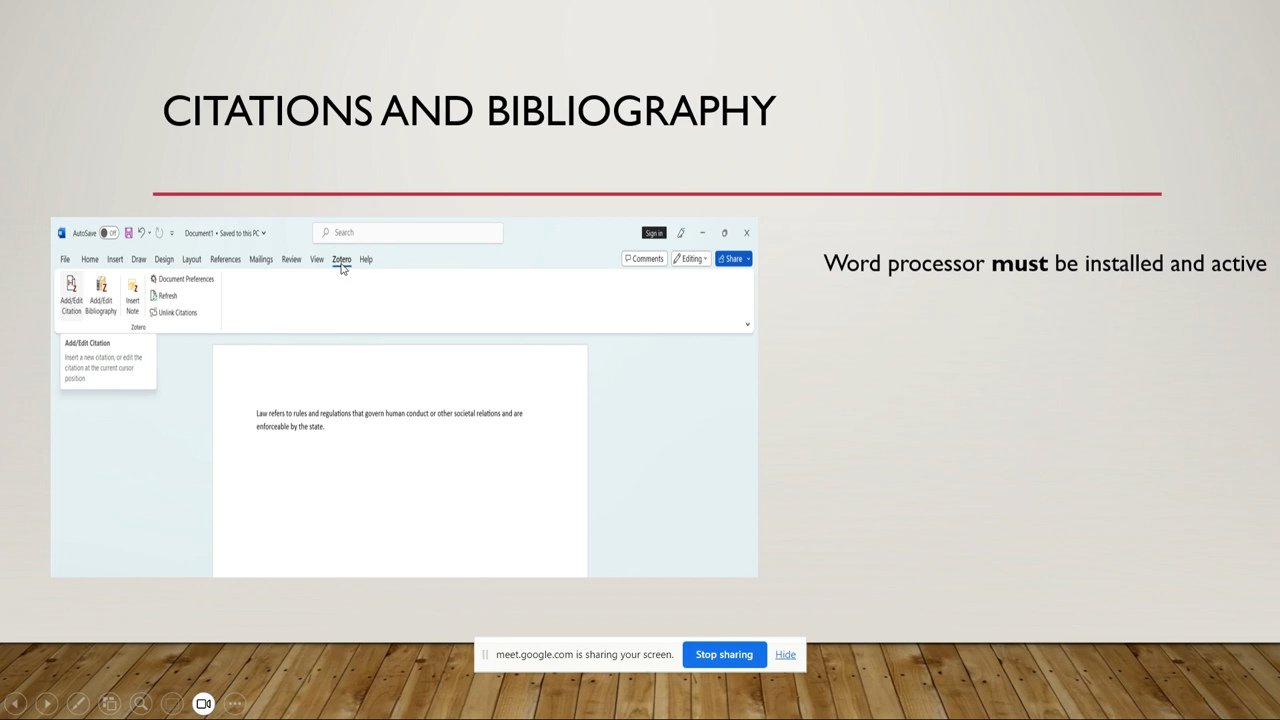 CITATIONS AND BIBLIOGRAPHY
AutoSave Off Document1 • Saved to this PC Search Sign in
File Home Insert Draw Design Layout References Mailings Review View Zotero Help Comments Editing Share
Add/Edit Citation
Add/Edit Bibliography
Insert Note
Document Preferences
Refresh
Unlink Citations
Zotero
Add/Edit Citation
Insert a new citation, or edit the
citation at the current cursor
position
Law refers to rules and regulations that govern human conduct or other societal relations and are
enforceable by the state.
Word processor must be installed and active
meet.google.com is sharing your screen. Stop sharing Hide